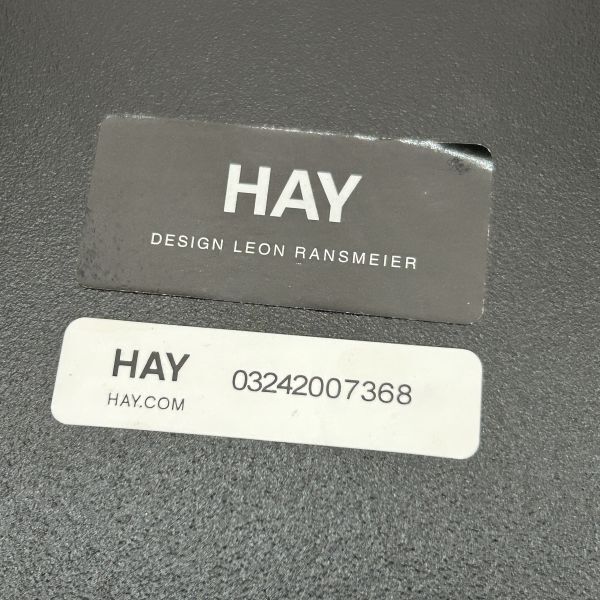 HAY
DESIGN LEON RANSMEIER
HAY
HAY.COM
03242007368